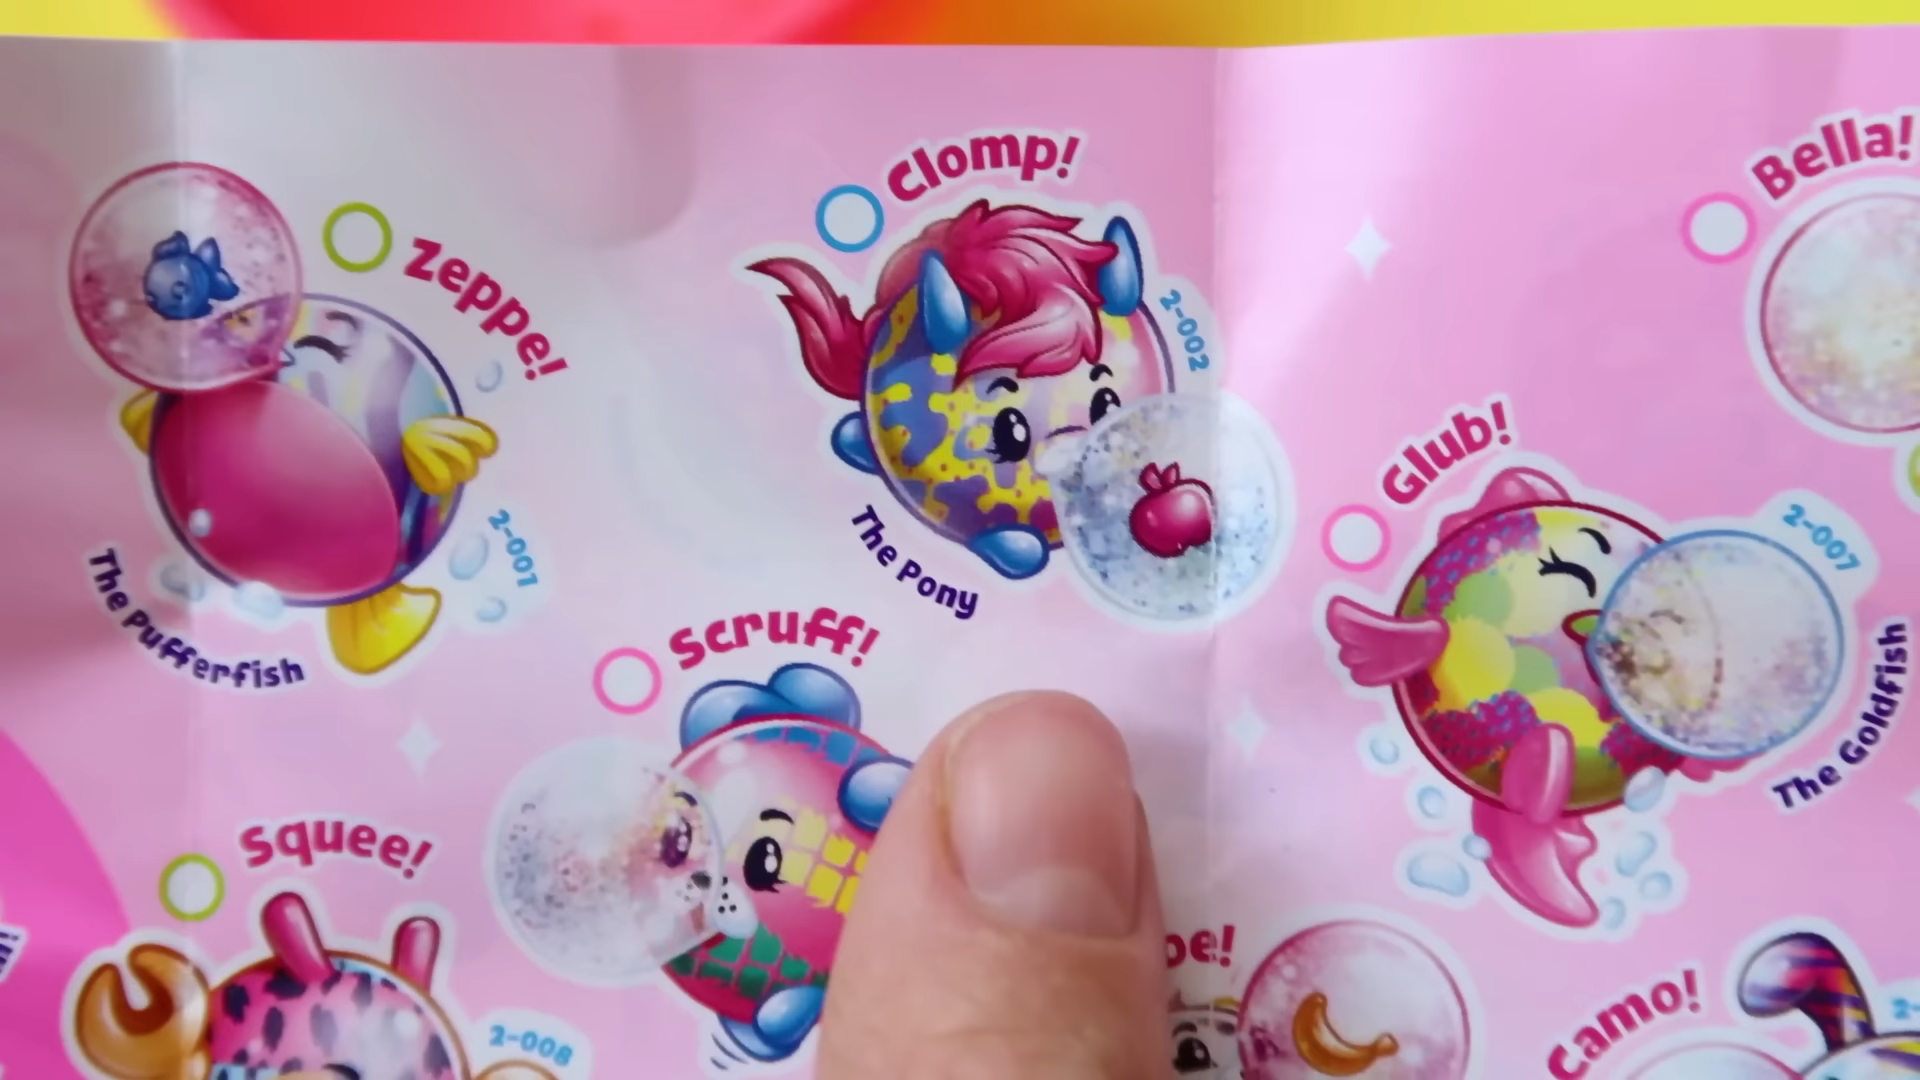 Zeppe!
2-001
The Pufferfish
Clomp!
2-002
The Pony
Bella!
Glub!
2-007
The Goldfish
Scruff!
Squee!
2-008
Camo!